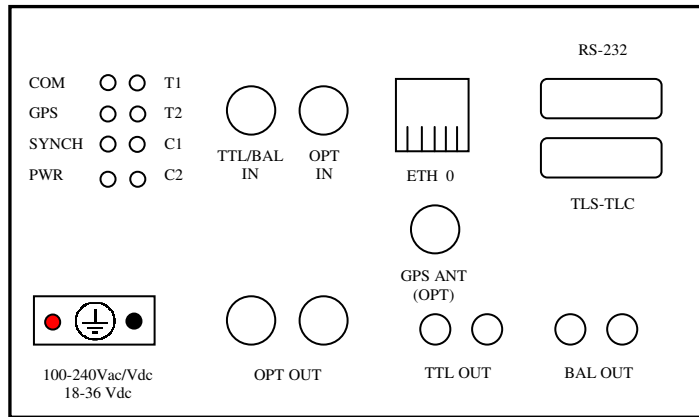 RS-232
COM T1
GPS T2
SYNCH C1
PWR C2
TTL/BAL
IN
OPT
IN
ETH 0
TLS-TLC
GPS ANT
(OPT)
100-240Vac/Vdc
18-36 Vdc
OPT OUT
TTL OUT
BAL OUT